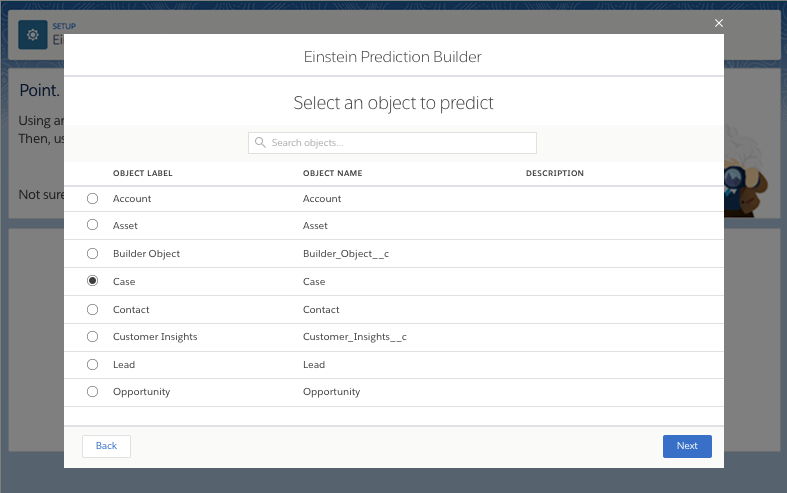 SETUP
Ei
Einstein Prediction Builder
Point.
Select an object to predict
Using ar
Then, us
Search objects...
OBJECT LABEL OBJECT NAME DESCRIPTION
Not sure
Account Account
Asset Asset
Builder Object Builder_Object__c
Case Case
Contact Contact
Customer Insights Customer_Insights__c
Lead Lead
Opportunity Opportunity
Back Next